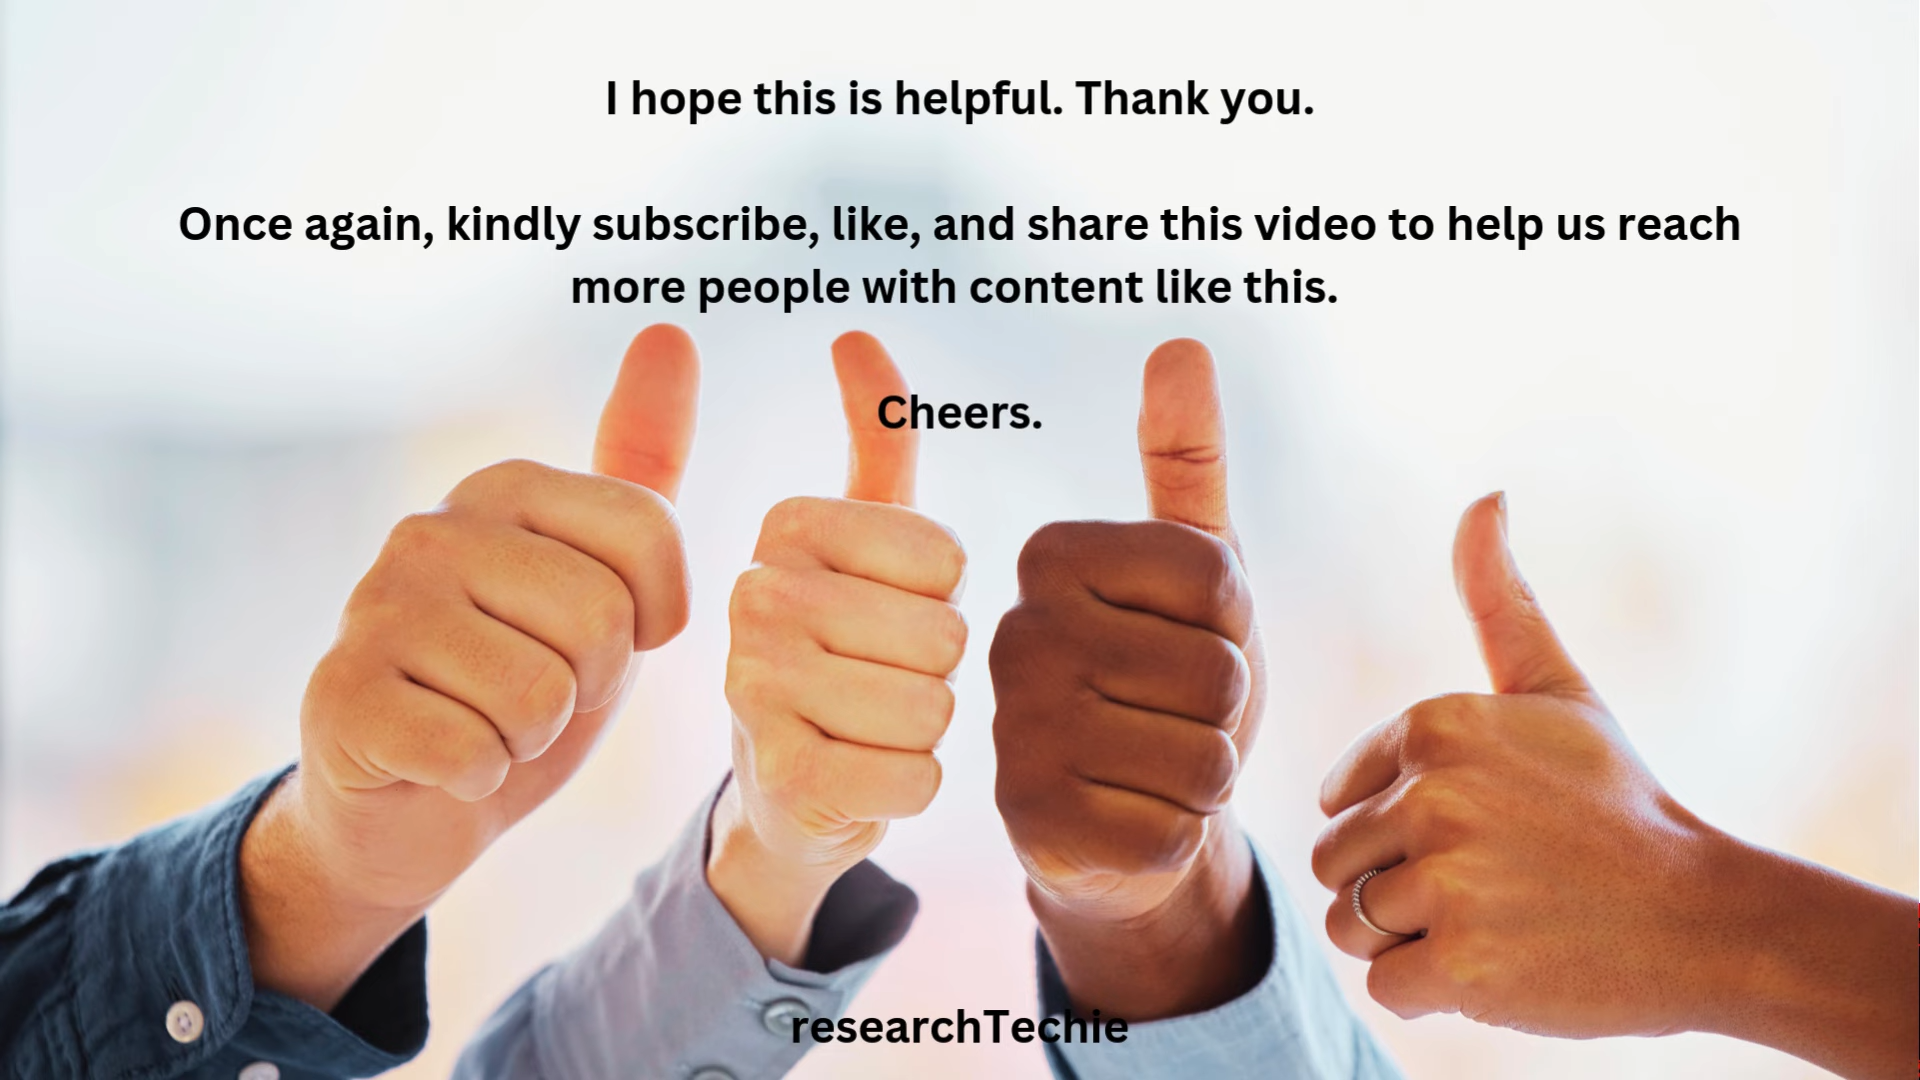 I hope this is helpful. Thank you.
Once again, kindly subscribe, like, and share this video to help us reach
more people with content like this.
Cheers.
researchTechie